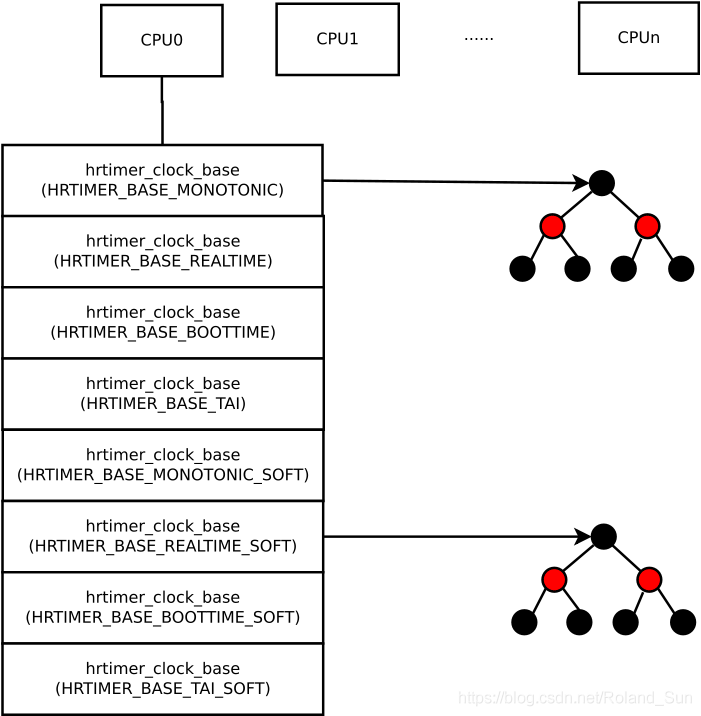 CPU0
CPU1
......
CPUn
hrtimer_clock_base
(HRTIMER_BASE_MONOTONIC)
hrtimer_clock_base
(HRTIMER_BASE_REALTIME)
hrtimer_clock_base
(HRTIMER_BASE_BOOTTIME)
hrtimer_clock_base
(HRTIMER_BASE_TAI)
hrtimer_clock_base
(HRTIMER_BASE_MONOTONIC_SOFT)
hrtimer_clock_base
(HRTIMER_BASE_REALTIME_SOFT)
hrtimer_clock_base
(HRTIMER_BASE_BOOTTIME_SOFT)
hrtimer_clock_base
(HRTIMER_BASE_TAI_SOFT)
https://blog.csdn.net/Roland_Sun